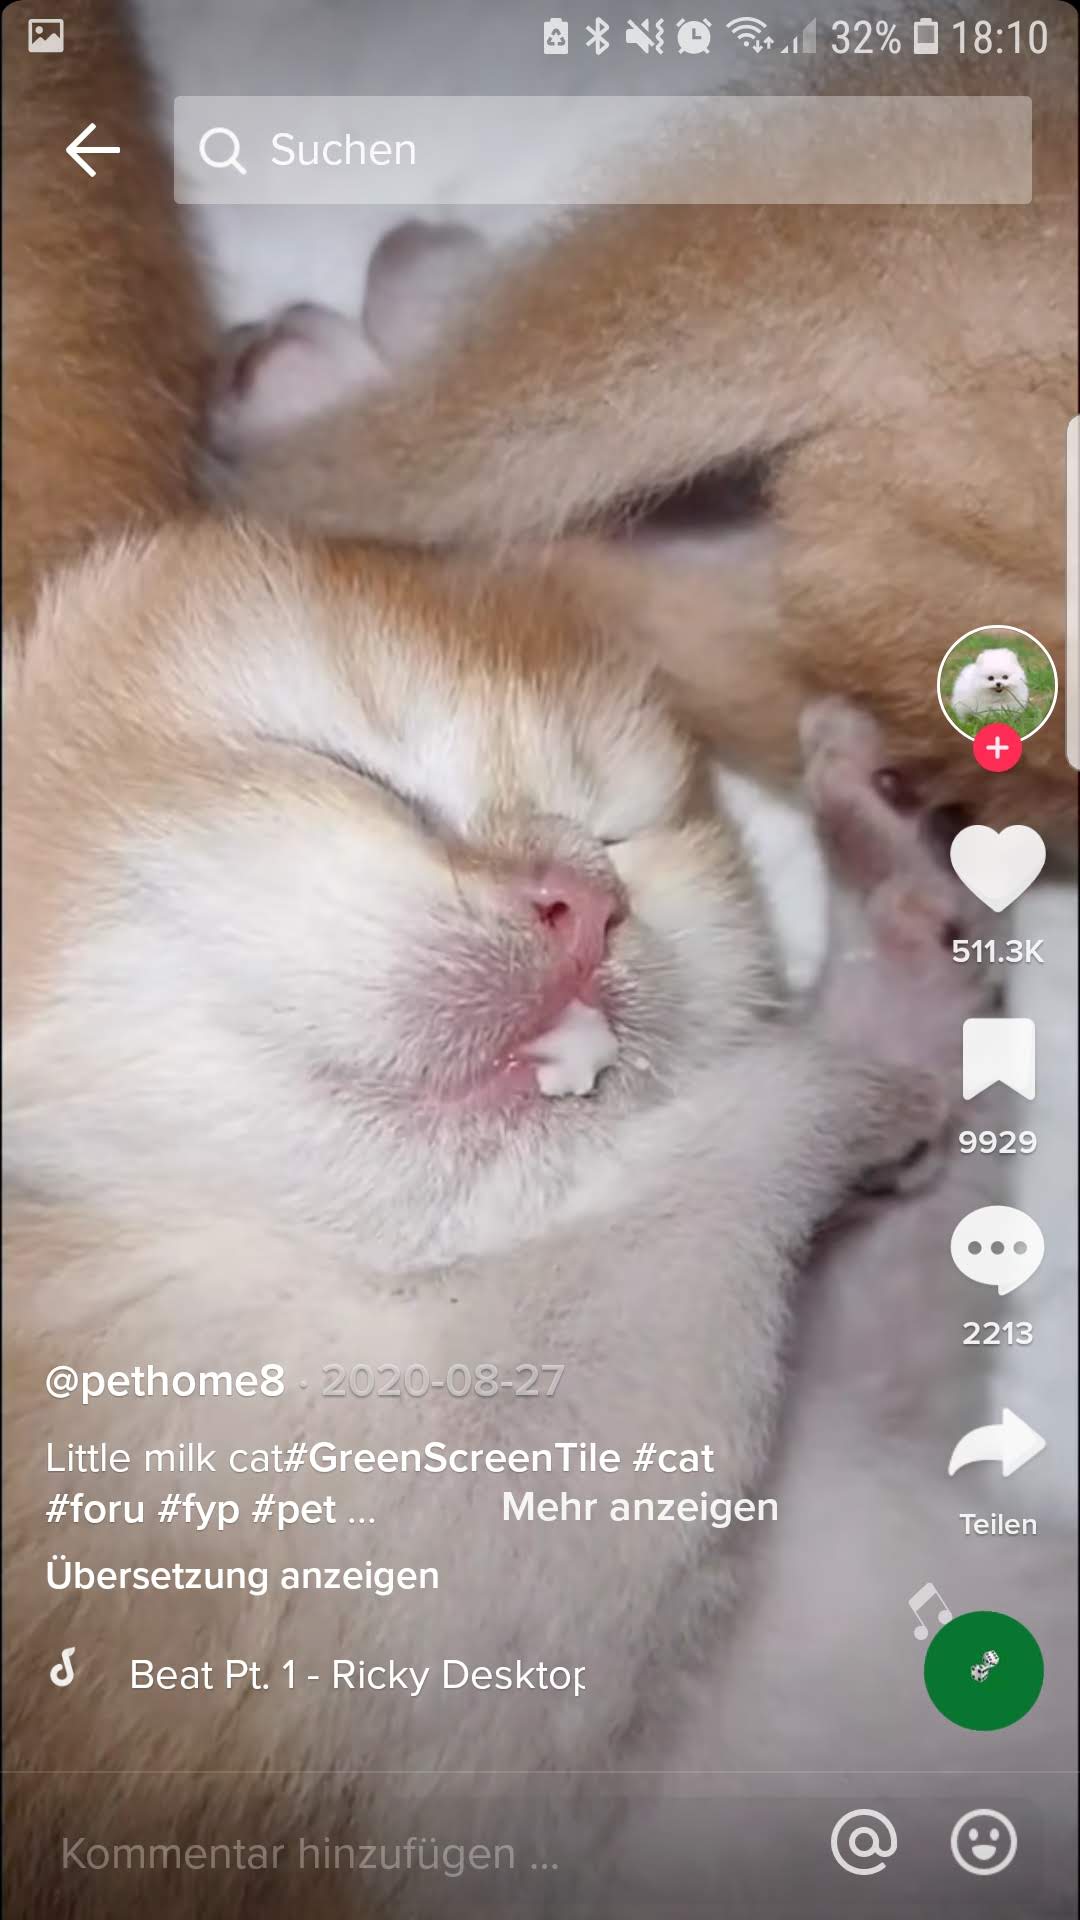 32% 18:10
Suchen
511.3K
9929
2213
@pethome8 · 2020-08-27
Little milk cat#GreenScreenTile #cat
#foru #fyp #pet ... Mehr anzeigen
Teilen
Übersetzung anzeigen
Beat Pt. 1 - Ricky Desktop
Kommentar hinzufügen ...